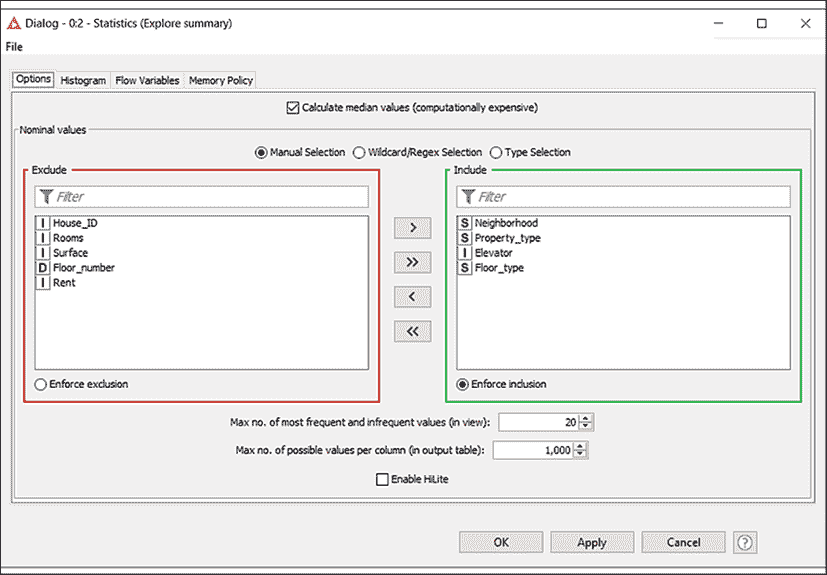 Dialog - 0:2 - Statistics (Explore summary)
File
Options Histogram Flow Variables Memory Policy
Calculate median values (computationally expensive)
Nominal values
Manual Selection Wildcard/Regex Selection Type Selection
Exclude
Filter
I House_ID
I Rooms
I Surface
D Floor_number
I Rent
Enforce exclusion
>
>>
<
<<
Include
Filter
S Neighborhood
S Property_type
I Elevator
S Floor_type
Enforce inclusion
Max no. of most frequent and infrequent values (in view): 20
Max no. of possible values per column (in output table): 1,000
Enable HiLite
OK Apply Cancel ?